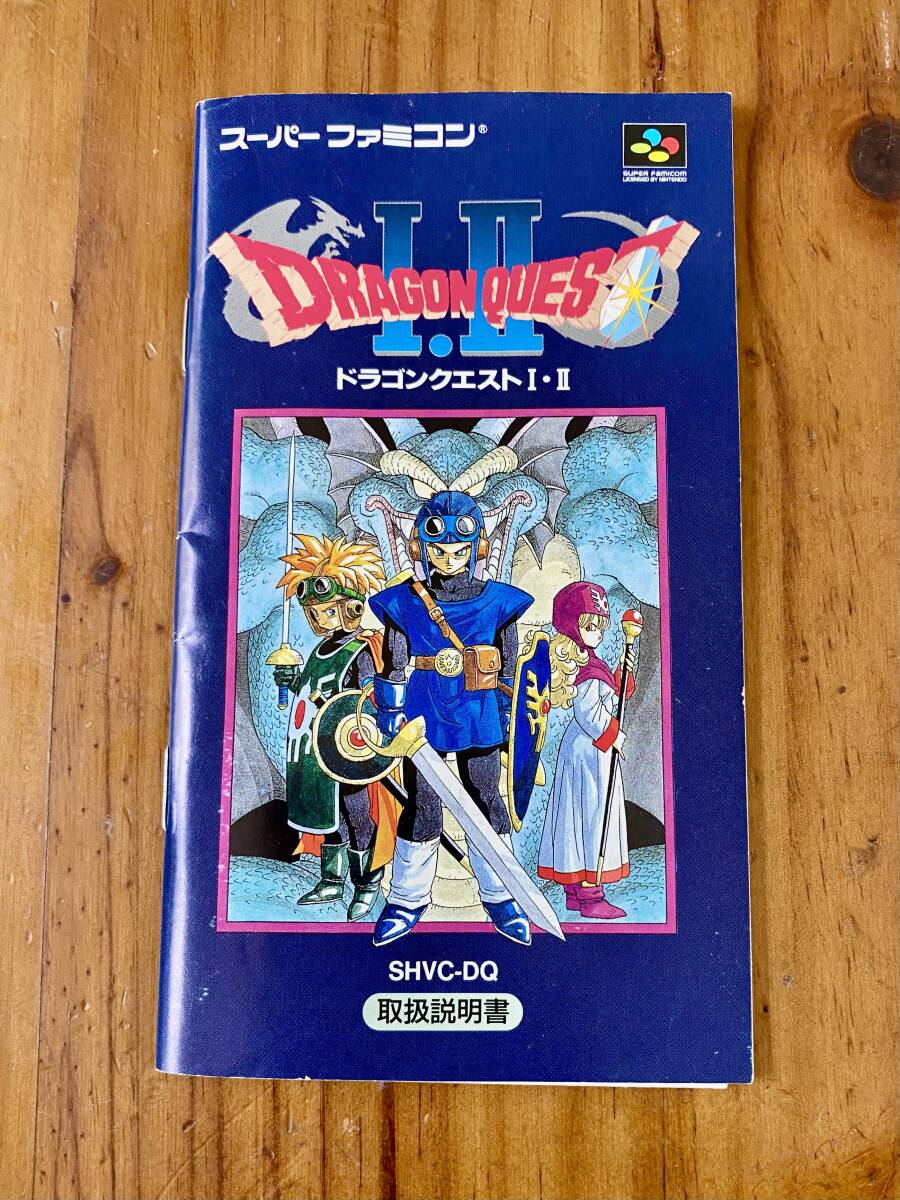 スーパーファミコン®
SUPER FAMICOM
LICENSED BY NINTENDO
I.II
DRAGON QUEST
ドラゴンクエストI・II
SHVC-DQ
取扱説明書